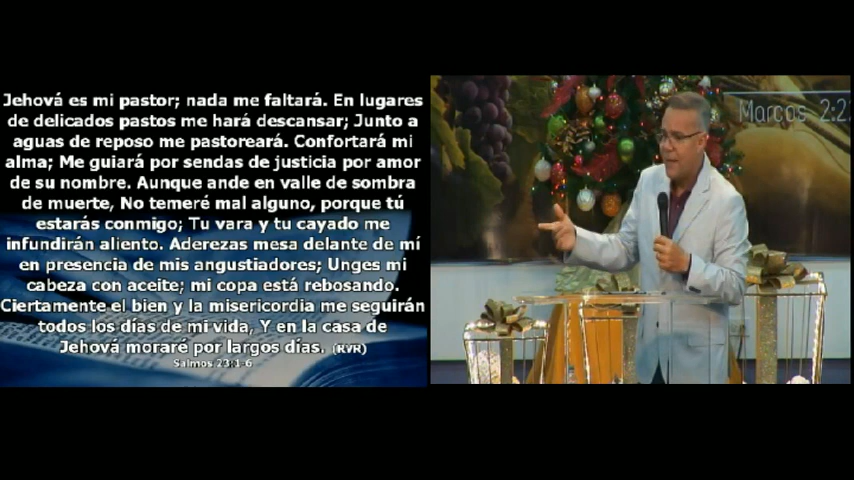 Jehová es mi pastor; nada me faltará. En lugares
de delicados pastos me hará descansar; Junto a
aguas de reposo me pastoreará. Confortará mi
alma; Me guiará por sendas de justicia por amor
de su nombre. Aunque ande en valle de sombra
de muerte, No temeré mal alguno, porque tú
estarás conmigo; Tu vara y tu cayado me
infundirán aliento. Aderezas mesa delante de mí
en presencia de mis angustiadores; Unges mi
cabeza con aceite; mi copa está rebosando.
Ciertamente el bien y la misericordia me seguirán
todos los días de mi vida, Y en la casa de
Jehová moraré por largos días. (RVR)
Salmos 23:1-6
Marcos 2:2